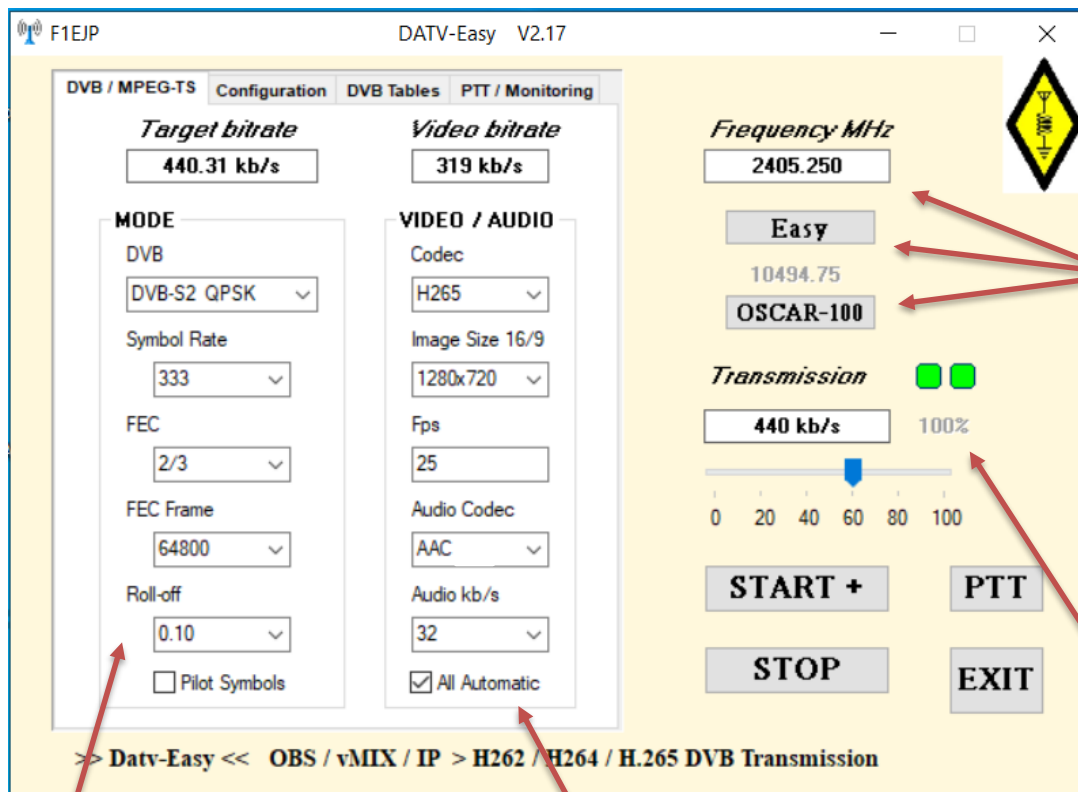 F1EJP DATV-Easy V2.17
DVB / MPEG-TS Configuration DVB Tables PTT / Monitoring
Target bitrate
440.31 kb/s
Video bitrate
319 kb/s
MODE
DVB
DVB-S2 QPSK
Symbol Rate
333
FEC
2/3
FEC Frame
64800
Roll-off
0.10
Pilot Symbols
VIDEO / AUDIO
Codec
H265
Image Size 16/9
1280x720
Fps
25
Audio Codec
AAC
Audio kb/s
32
All Automatic
Frequency MHz
2405.250
Easy
10494.75
OSCAR-100
Transmission
440 kb/s 100%
0 20 40 60 80 100
START + PTT
STOP EXIT
>> Datv-Easy << OBS / vMIX / IP > H262 / H264 / H.265 DVB Transmission